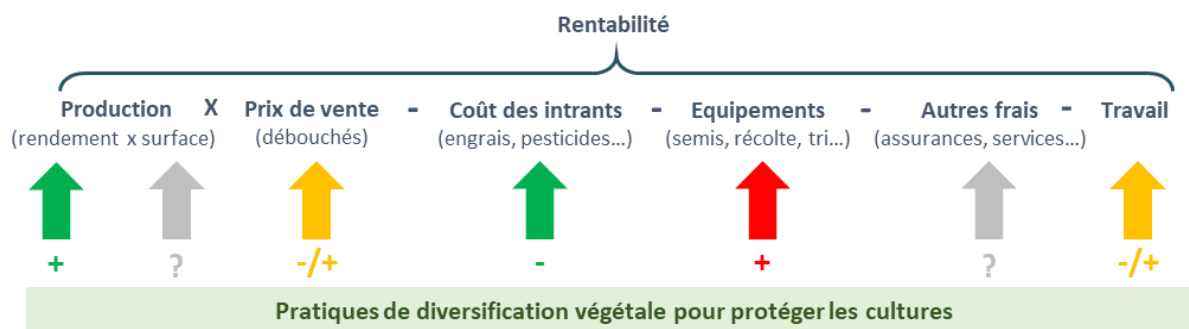 Rentabilité
Production X Prix de vente - Coût des intrants - Equipements - Autres frais - Travail
(rendement x surface) (débouchés) (engrais, pesticides...) (semis, récolte, tri...) (assurances, services...)
+ ? -/+ - + ? -/+
Pratiques de diversification végétale pour protéger les cultures